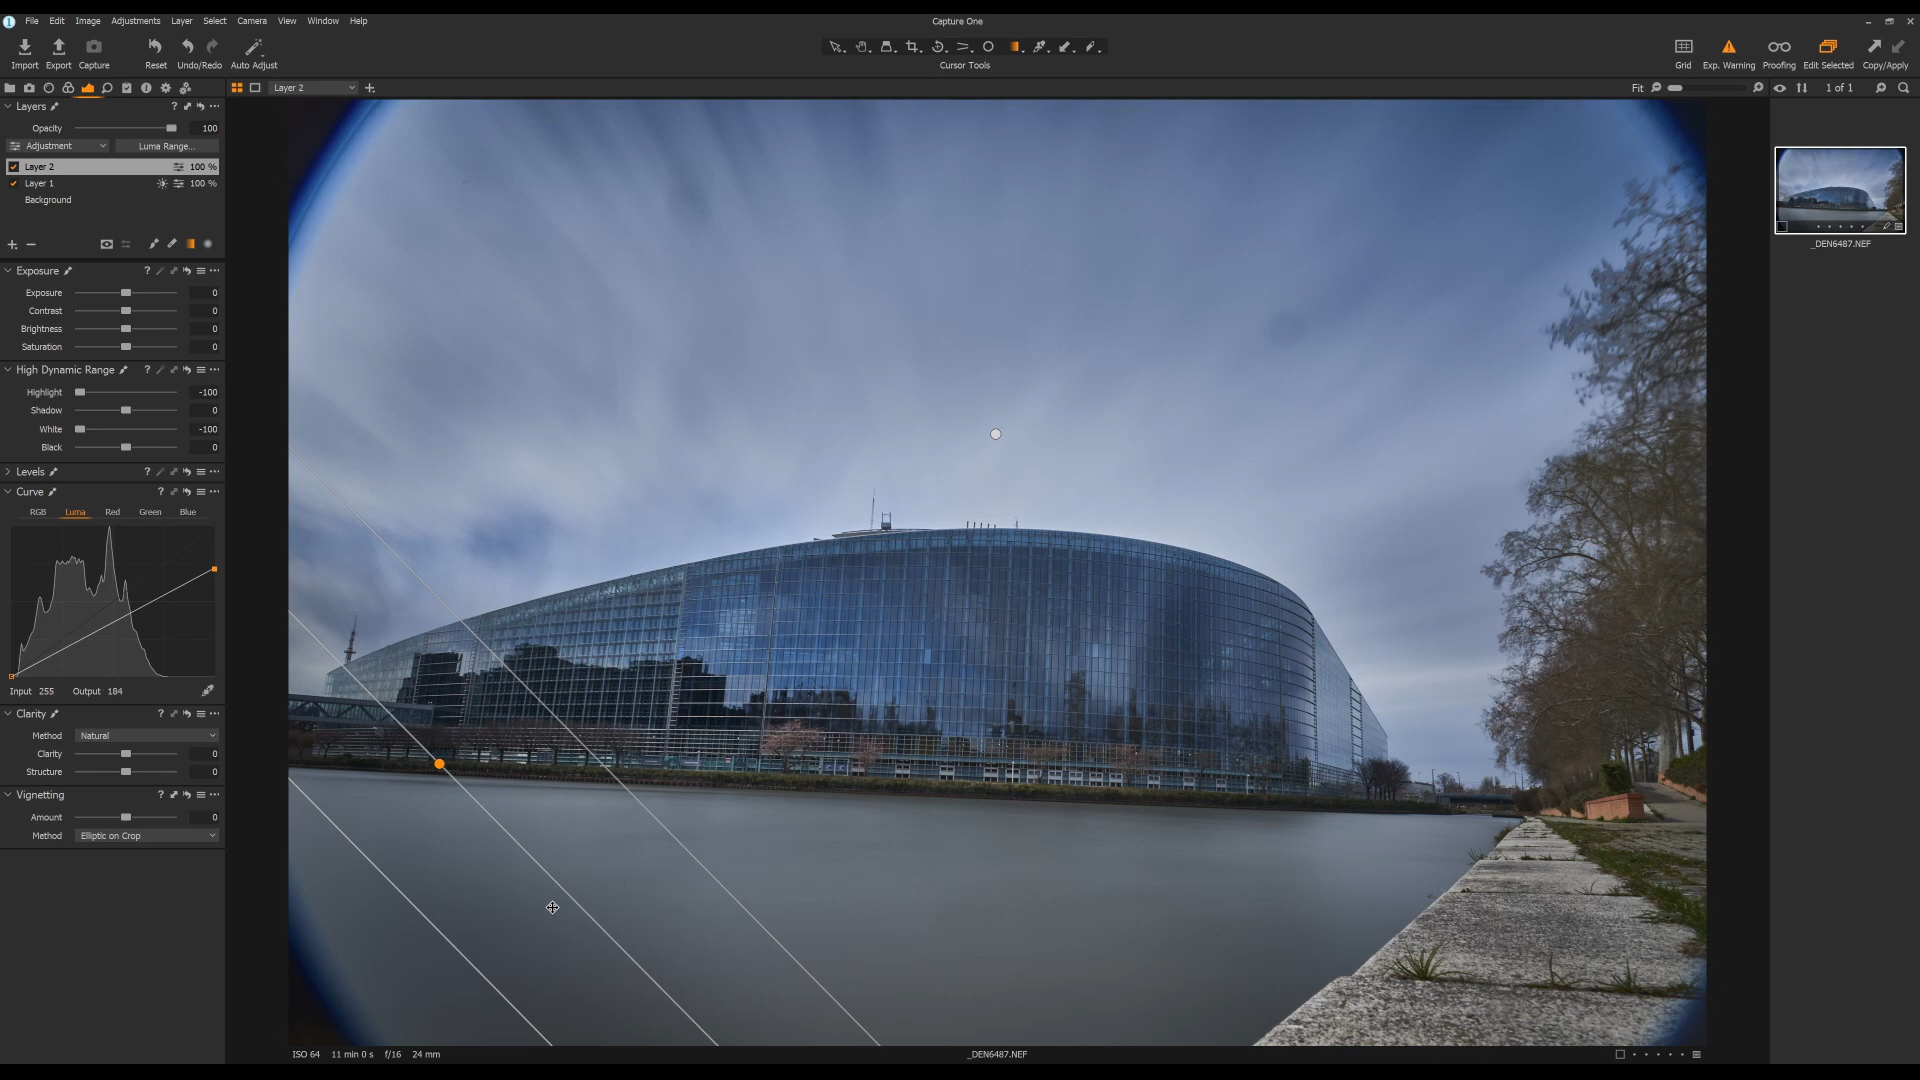 File Edit Image Adjustments Layer Select Camera View Window Help
Capture One
Import Export Capture Reset Undo/Redo Auto Adjust
Cursor Tools
Grid Exp. Warning Proofing Edit Selected Copy/Apply
Layer 2
Fit
1 of 1
Layers
Opacity 100
Adjustment Luma Range...
Layer 2 100 %
Layer 1 100 %
Background
Exposure
Exposure 0
Contrast 0
Brightness 0
Saturation 0
High Dynamic Range
Highlight -100
Shadow 0
White -100
Black 0
Levels
Curve
RGB Luma Red Green Blue
Input 255 Output 184
Clarity
Method Natural
Clarity 0
Structure 0
Vignetting
Amount 0
Method Elliptic on Crop
_DEN6487.NEF
ISO 64 11 min 0 s f/16 24 mm
_DEN6487.NEF